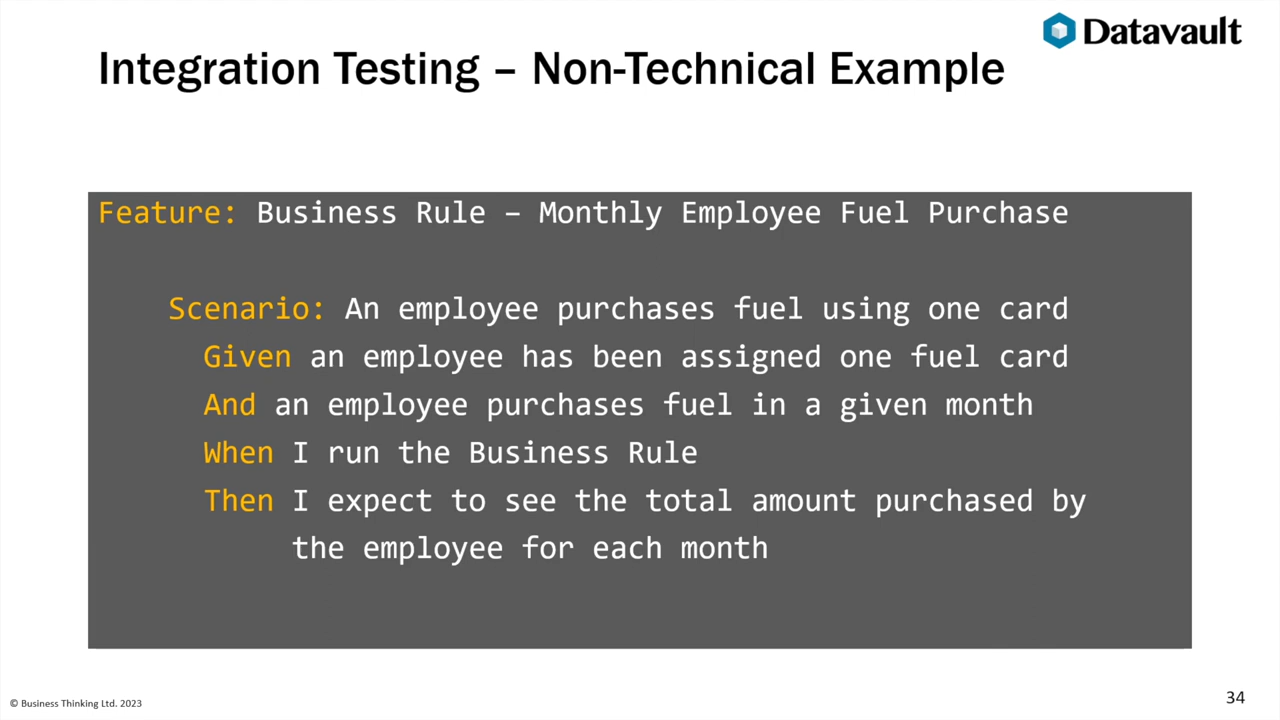 Datavault
Integration Testing – Non-Technical Example
Feature: Business Rule – Monthly Employee Fuel Purchase
Scenario: An employee purchases fuel using one card
Given an employee has been assigned one fuel card
And an employee purchases fuel in a given month
When I run the Business Rule
Then I expect to see the total amount purchased by
the employee for each month
© Business Thinking Ltd. 2023
34